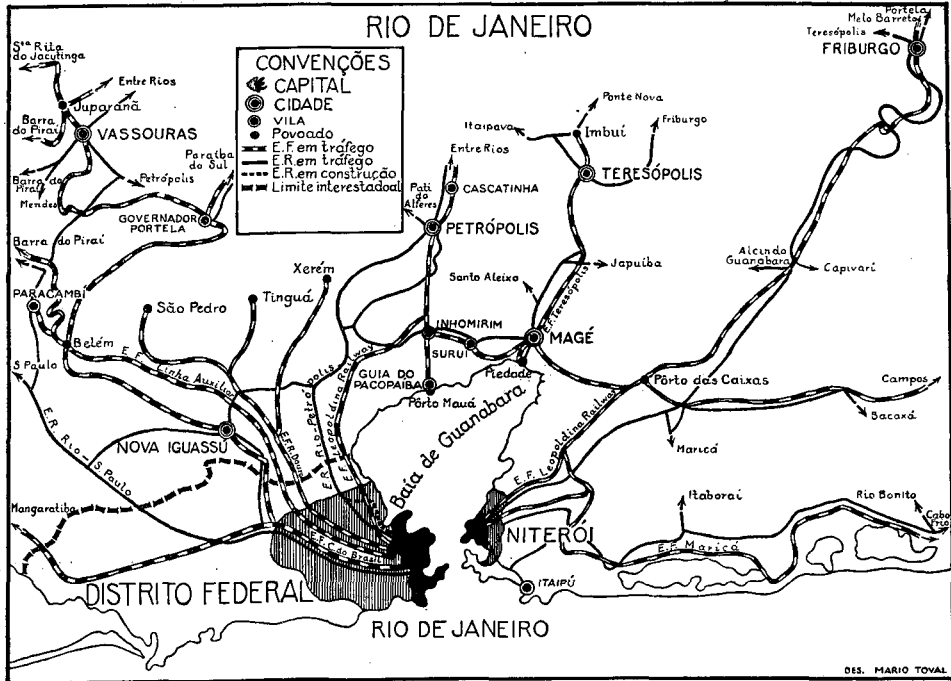 RIO DE JANEIRO
CONVENÇÕES
CAPITAL
CIDADE
VILA
Povoado
E.F. em tráfego
E.R. em tráfego
E.R. em construção
Limite interestadoal
Sta Rita
do Jacutinga
Entre Rios
Juparanã
Barra
do Piraí
VASSOURAS
Barra do
Piraí
Mendes
Petrópolis
Paraíba
do Sul
GOVERNADOR
PORTELA
Barra do Piraí
PARACAMBÍ
São Pedro
Tinguá
Xerém
Belém
E. F. Linha Auxiliar
S Paulo
E.R. Rio-S Paulo
NOVA IGUASSÚ
E.F.R. Douro
E.R. Rio-Petrópolis
E.F. Leopoldina Railway
Mangaratiba
E.F.C do Brasil
DISTRITO FEDERAL
Entre Rios
CASCATINHA
Pati
do
Alferes
PETRÓPOLIS
Santo Aleixo
INHOMIRIM
SURUÍ
MAGÉ
GUIA DO
PACOPAIBA
Piedade
Pôrto Mauá
Baía de Guanabara
Ponte Nova
Itaipava
Imbuí
Friburgo
TERESÓPOLIS
Japuíba
E.F. Teresópolis
Portela
Melo Barreto
Teresópolis
FRIBURGO
Alcindo
Guanabara
Capivarí
Pôrto das Caixas
Campos
Sacaxá
Maricá
E.F. Leopoldina Railway
Itaboraí
Rio Bonito
Cabo
Frio
NITERÓI
E.F. Maricá
ITAIPÚ
RIO DE JANEIRO
DES. MARIO TOVAL